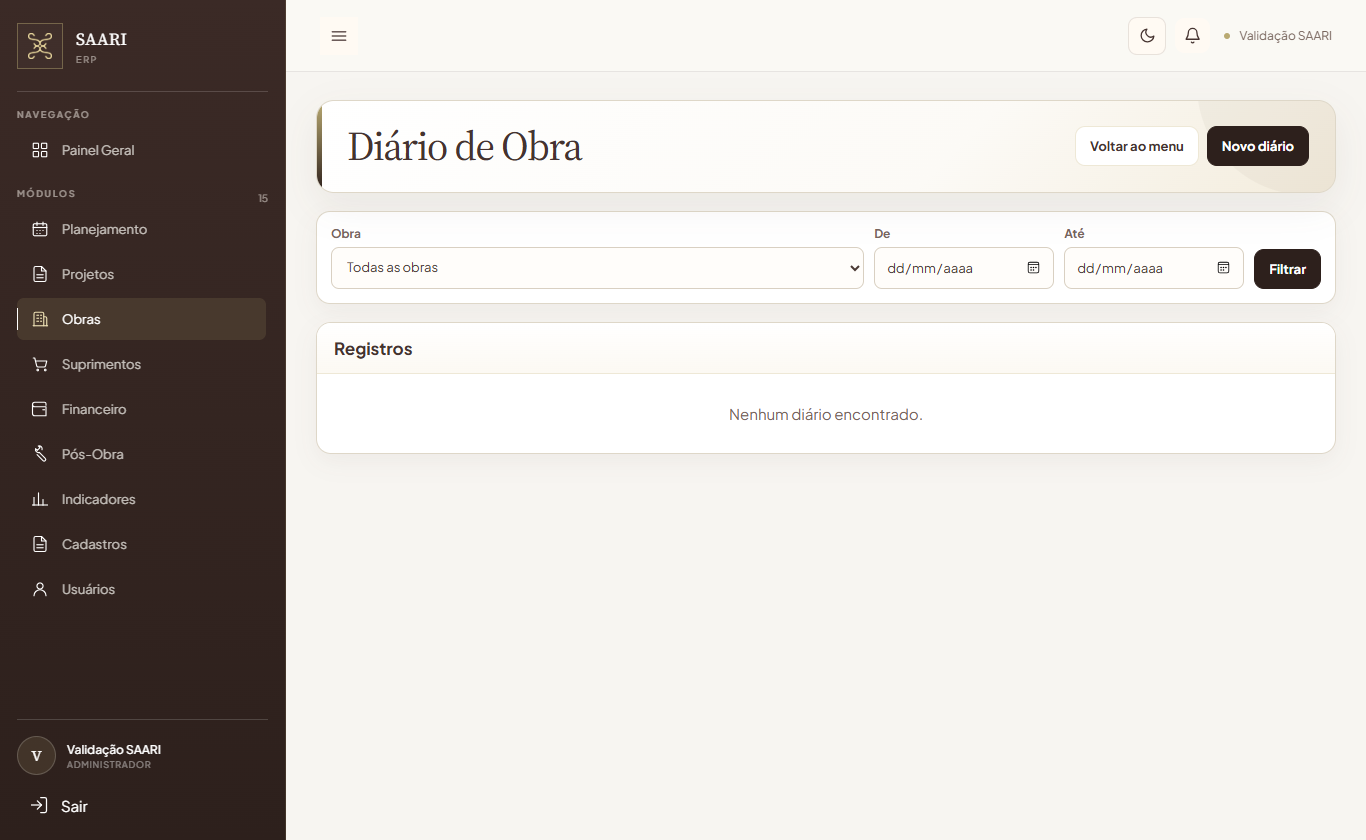 SAARI
ERP
NAVEGAÇÃO
Painel Geral
MÓDULOS
15
Planejamento
Projetos
Obras
Suprimentos
Financeiro
Pós-Obra
Indicadores
Cadastros
Usuários
V
Validação SAARI
ADMINISTRADOR
Sair
Validação SAARI
Diário de Obra
Voltar ao menu
Novo diário
Obra
De
Até
Todas as obras
dd/mm/aaaa
dd/mm/aaaa
Filtrar
Registros
Nenhum diário encontrado.